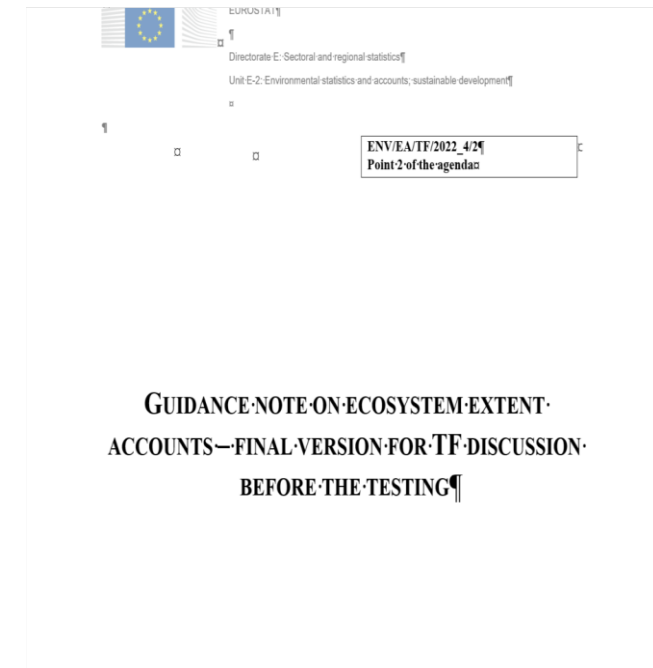 EUROSTAT¶
¶
Directorate·E:·Sectoral·and·regional·statistics¶
Unit·E-2:·Environmental·statistics·and·accounts;·sustainable·development¶
¤
¤
¶
ENV/EA/TF/2022_4/2¶
Point·2·of·the·agenda¤
¤
¤
¤
GUIDANCE·NOTE·ON·ECOSYSTEM·EXTENT·
ACCOUNTS–·FINAL·VERSION·FOR·TF·DISCUSSION·
BEFORE·THE·TESTING¶